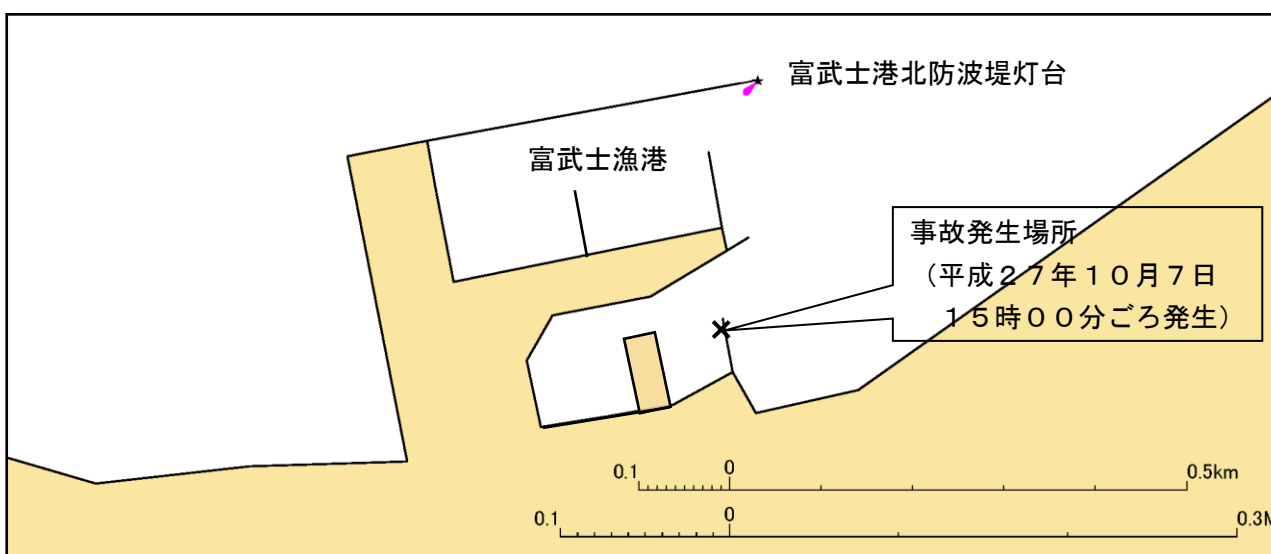 富武士港北防波堤灯台
富武士漁港
事故発生場所
（平成２７年１０月７日
１５時００分ごろ発生）
0.1 0 0.5km
0.1 0 0.3M